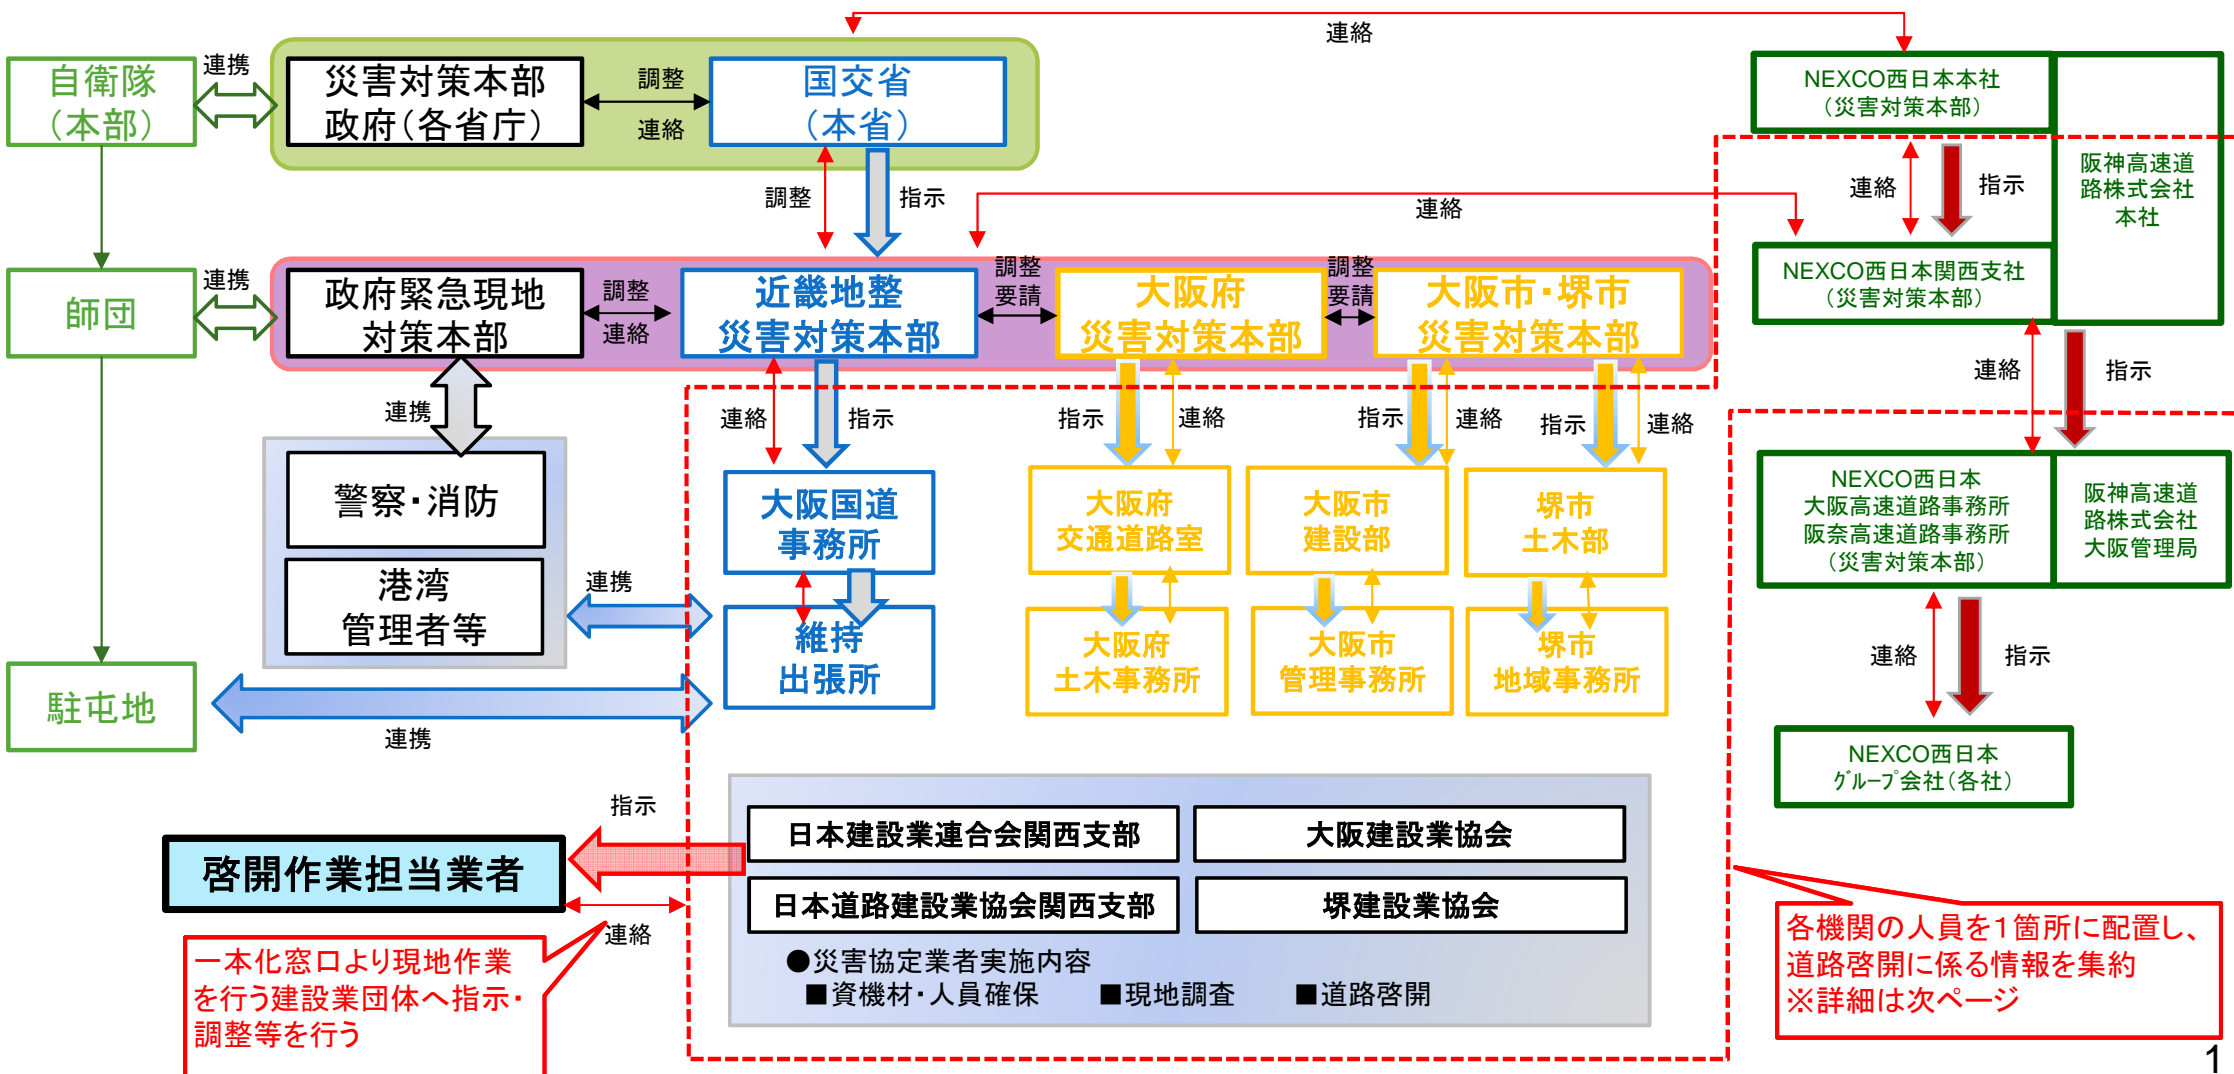 連絡
自衛隊
（本部）
連携
災害対策本部
政府（各省庁）
調整
連絡
国交省
（本省）
NEXCO西日本本社
（災害対策本部）
阪神高速道
路株式会社
本社
調整
指示
連絡
連絡
指示
師団
連携
政府緊急現地
対策本部
調整
連絡
近畿地整
災害対策本部
調整
要請
大阪府
災害対策本部
調整
要請
大阪市・堺市
災害対策本部
NEXCO西日本関西支社
（災害対策本部）
連携
連絡
指示
指示
連絡
指示
連絡
指示
連絡
連絡
指示
警察・消防
港湾
管理者等
大阪国道
事務所
大阪府
交通道路室
大阪市
建設部
堺市
土木部
NEXCO西日本
大阪高速道路事務所
阪奈高速道路事務所
（災害対策本部）
阪神高速道
路株式会社
大阪管理局
連携
維持
出張所
大阪府
土木事務所
大阪市
管理事務所
堺市
地域事務所
連絡
指示
駐屯地
連携
NEXCO西日本
ｸﾞﾙｰﾌﾟ会社（各社）
指示
啓開作業担当業者
連絡
日本建設業連合会関西支部
大阪建設業協会
日本道路建設業協会関西支部
堺建設業協会
●災害協定業者実施内容
■資機材・人員確保 ■現地調査 ■道路啓開
一本化窓口より現地作業
を行う建設業団体へ指示・
調整等を行う
各機関の人員を１箇所に配置し、
道路啓開に係る情報を集約
※詳細は次ページ
1